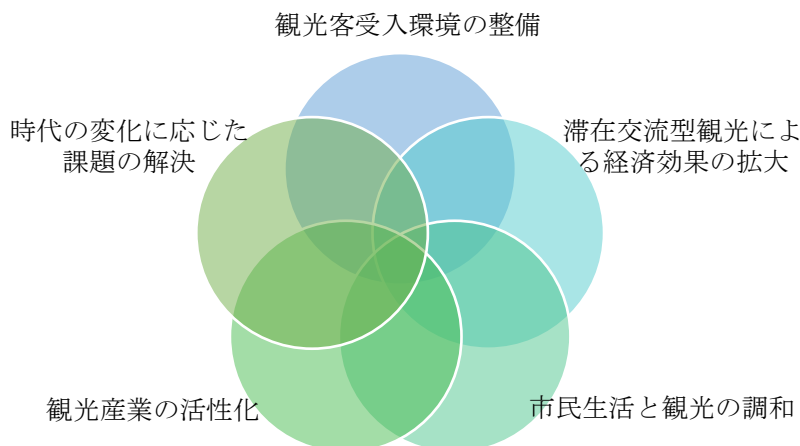 観光客受入環境の整備
時代の変化に応じた
課題の解決
滞在交流型観光によ
る経済効果の拡大
観光産業の活性化
市民生活と観光の調和